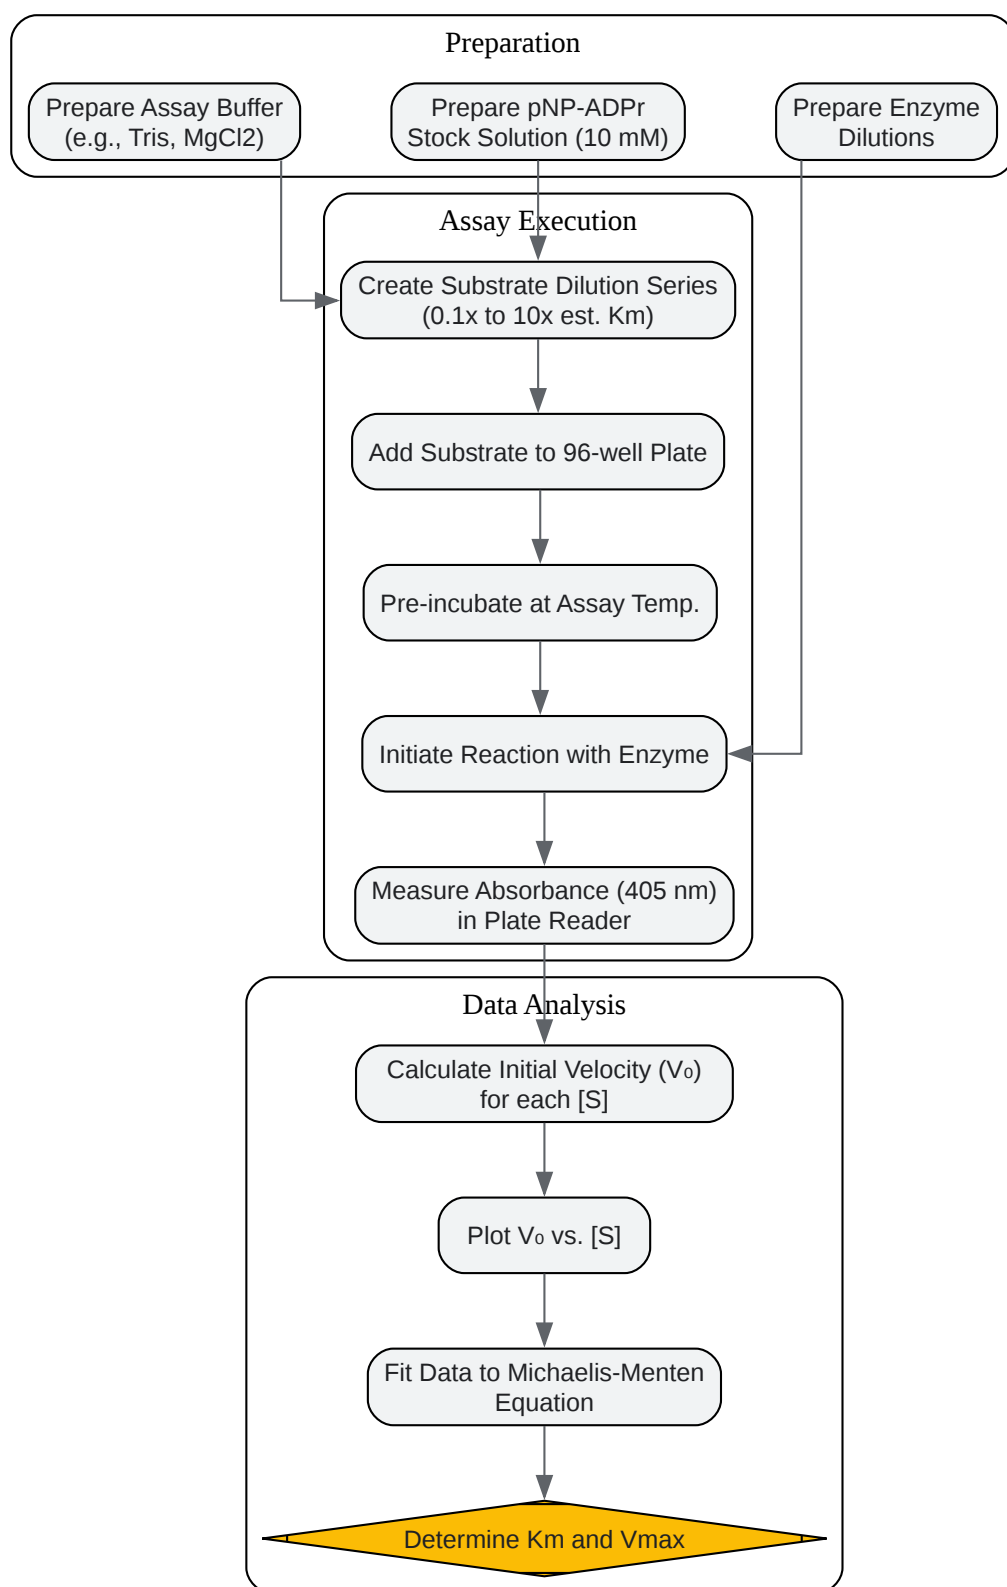 Preparation
Prepare Assay Buffer
(e.g., Tris, MgCl2)
Prepare pNP-ADPr
Stock Solution (10 mM)
Prepare Enzyme
Dilutions
Assay Execution
Create Substrate Dilution Series
(0.1x to 10x est. Km)
Add Substrate to 96-well Plate
Pre-incubate at Assay Temp.
Initiate Reaction with Enzyme
Measure Absorbance (405 nm)
in Plate Reader
Data Analysis
Calculate Initial Velocity (V₀)
for each [S]
Plot V₀ vs. [S]
Fit Data to Michaelis-Menten
Equation
Determine Km and Vmax